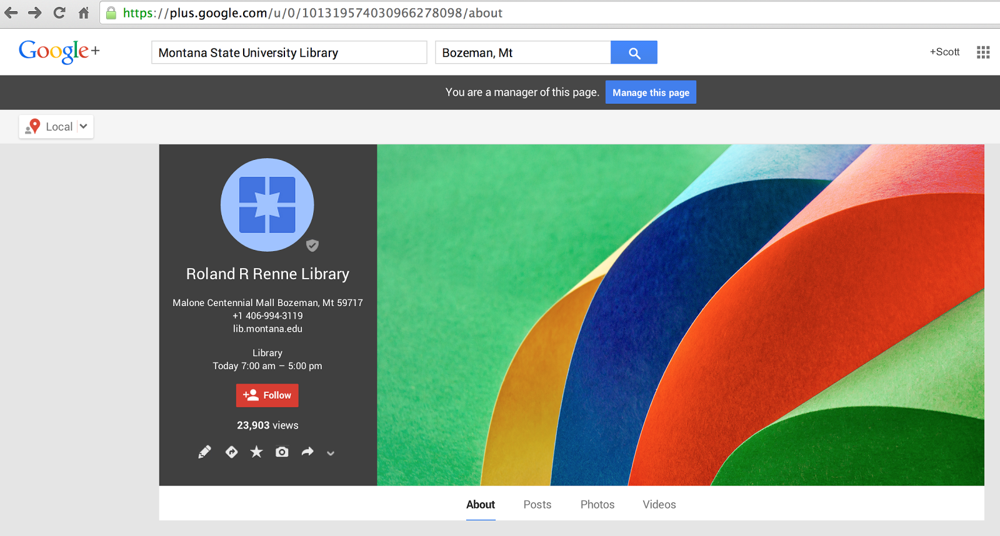 https://plus.google.com/u/0/101319574030966278098/about
Google+
Montana State University Library
Bozeman, Mt
+Scott
You are a manager of this page.
Manage this page
Local
Roland R Renne Library
Malone Centennial Mall Bozeman, Mt 59717
+1 406-994-3119
lib.montana.edu
Library
Today 7:00 am – 5:00 pm
Follow
23,903 views
About Posts Photos Videos